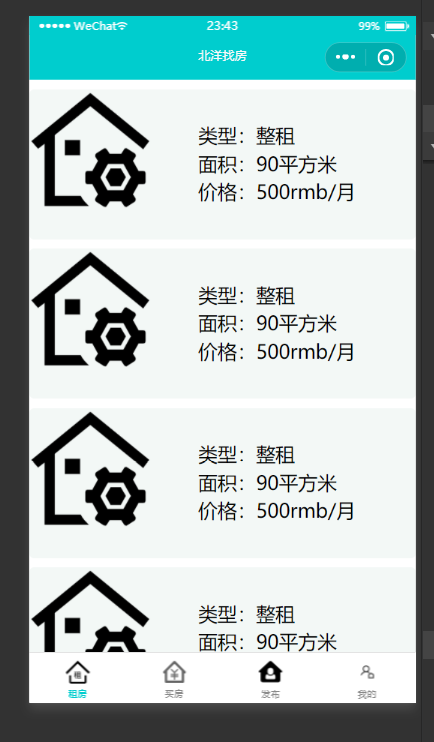 ●●●●● WeChat 23:43 99%
北洋找房
类型：整租
面积：90平方米
价格：500rmb/月
类型：整租
面积：90平方米
价格：500rmb/月
类型：整租
面积：90平方米
价格：500rmb/月
类型：整租
面积：90平方米
租
¥
租房 买房 发布 我的